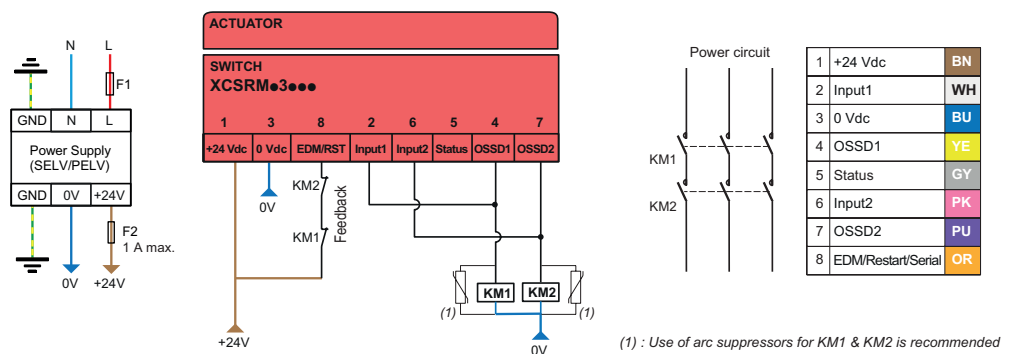 N L
F1
GND N L
Power Supply
(SELV/PELV)
GND 0V +24V
F2
1 A max.
0V +24V
ACTUATOR
SWITCH
XCSRM●3●●●
1 3 8 2 6 5 4 7
+24 Vdc 0 Vdc EDM/RST Input1 Input2 Status OSSD1 OSSD2
KM2
0V
Feedback
KM1
KM1 KM2
(1) (1)
+24V
0V
Power circuit
KM1
KM2
1 +24 Vdc BN
2 Input1 WH
3 0 Vdc BU
4 OSSD1 YE
5 Status GY
6 Input2 PK
7 OSSD2 PU
8 EDM/Restart/Serial OR
(1) : Use of arc suppressors for KM1 & KM2 is recommended